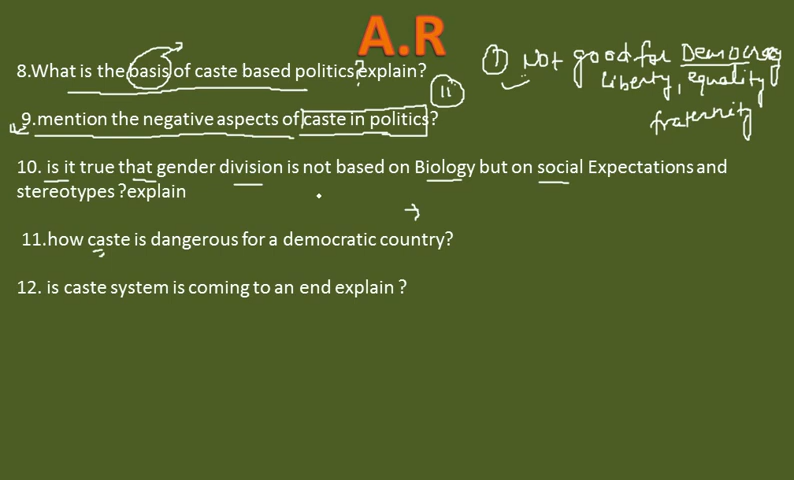 A.R
8.What is the basis of caste based politics explain?
?
① Not good for Democracy
Liberty, equality
fraternity
11
9.mention the negative aspects of caste in politics?
10. is it true that gender division is not based on Biology but on social Expectations and
stereotypes ?explain
11.how caste is dangerous for a democratic country?
12. is caste system is coming to an end explain ?